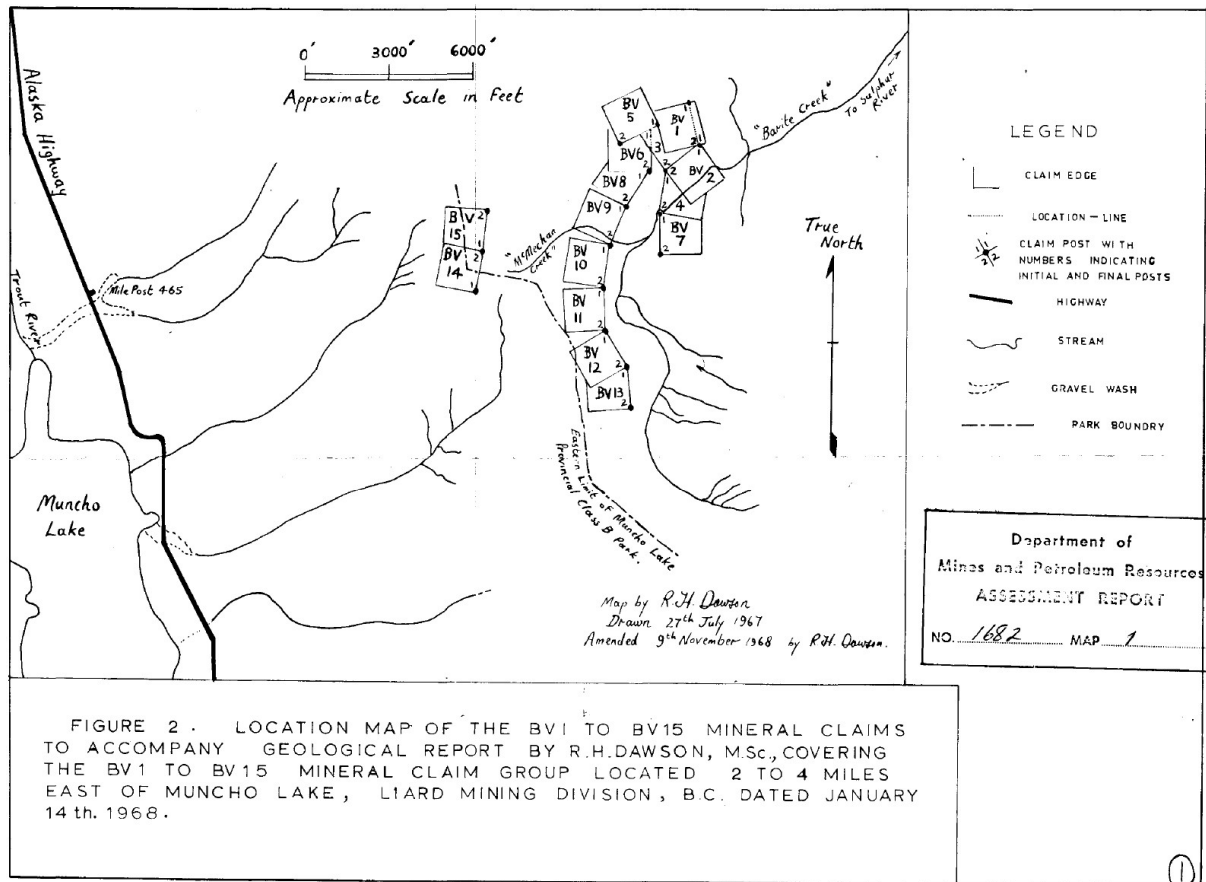 0' 3000' 6000'
Approximate Scale in Feet
Alaska Highway
Trout River
Mile Post 465
Muncho
Lake
BV
5
BV
1
"Barite Creek"
To Sulphur
River
BV6
3
BV
2
BV8
4
BV9
BV
7
BV
15
BV
14
"McMechan
Creek"
BV
10
BV
11
BV
12
BV13
True
North
Eastern Limit of Muncho Lake
Provincial Class B Park.
Map by R.H. Dawson
Drawn 27th July 1967
Amended 9th November 1968 by R.H. Dawson.
LEGEND
CLAIM EDGE
LOCATION-LINE
CLAIM POST WITH
NUMBERS INDICATING
INITIAL AND FINAL POSTS
HIGHWAY
STREAM
GRAVEL WASH
PARK BOUNDRY
Department of
Mines and Petroleum Resources
ASSESSMENT REPORT
NO. 1682 MAP 1
FIGURE 2. LOCATION MAP OF THE BV1 TO BV15 MINERAL CLAIMS
TO ACCOMPANY GEOLOGICAL REPORT BY R.H.DAWSON, M.Sc., COVERING
THE BV1 TO BV15 MINERAL CLAIM GROUP LOCATED 2 TO 4 MILES
EAST OF MUNCHO LAKE, LIARD MINING DIVISION, B.C. DATED JANUARY
14th. 1968.
1